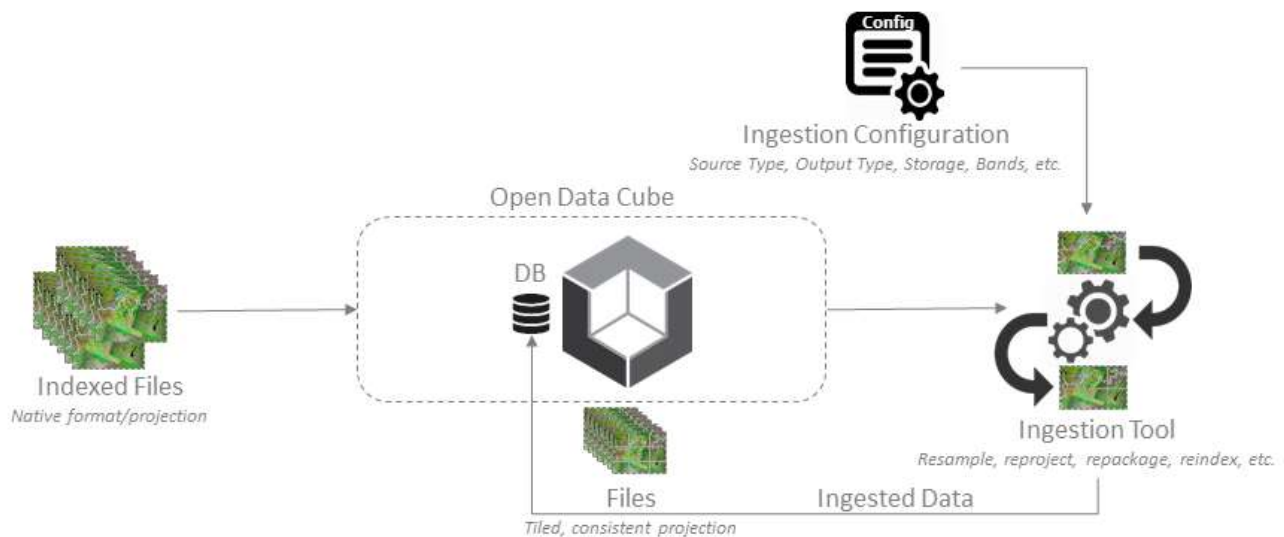 Config
Ingestion Configuration
Source Type, Output Type, Storage, Bands, etc.
Open Data Cube
DB
Indexed Files
Native format/projection
Ingestion Tool
Resample, reproject, repackage, reindex, etc.
Files
Ingested Data
Tiled, consistent projection